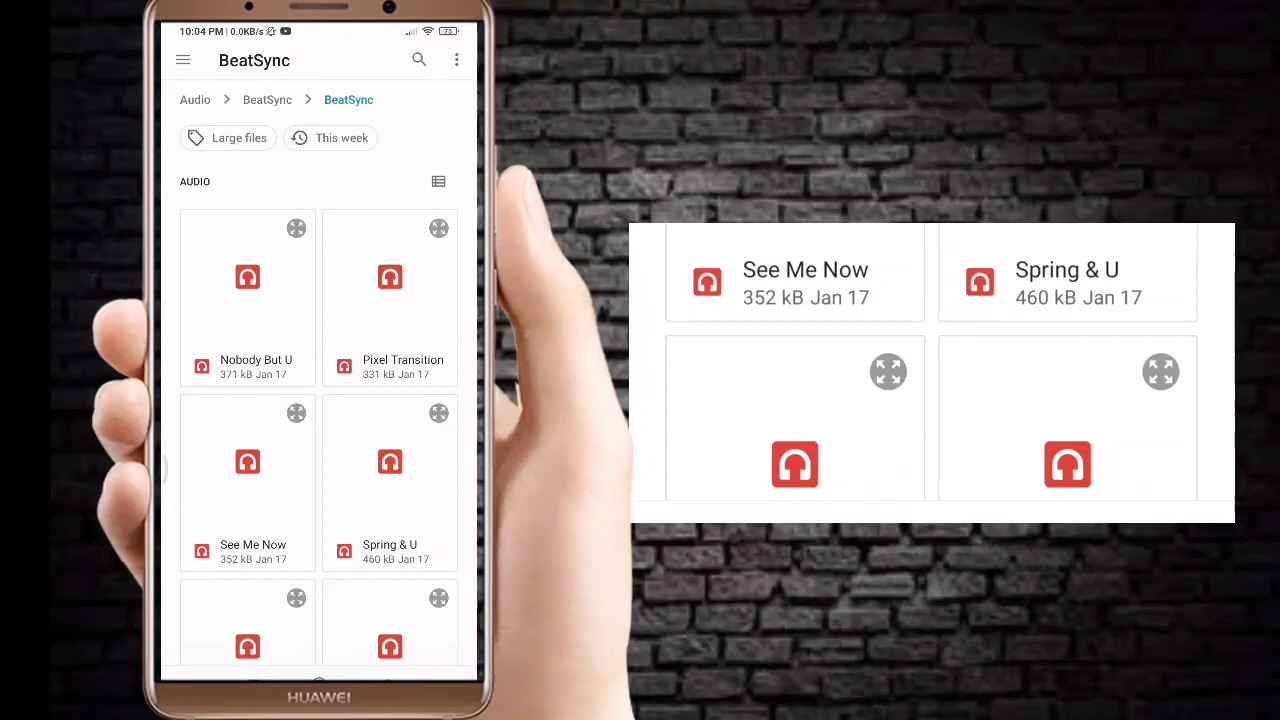 10:04 PM | 0.0KB/s
75
BeatSync
Audio > BeatSync > BeatSync
Large files
This week
AUDIO
Nobody But U
371 kB Jan 17
Pixel Transition
331 kB Jan 17
See Me Now
352 kB Jan 17
Spring & U
460 kB Jan 17
HUAWEI
See Me Now
352 kB Jan 17
Spring & U
460 kB Jan 17